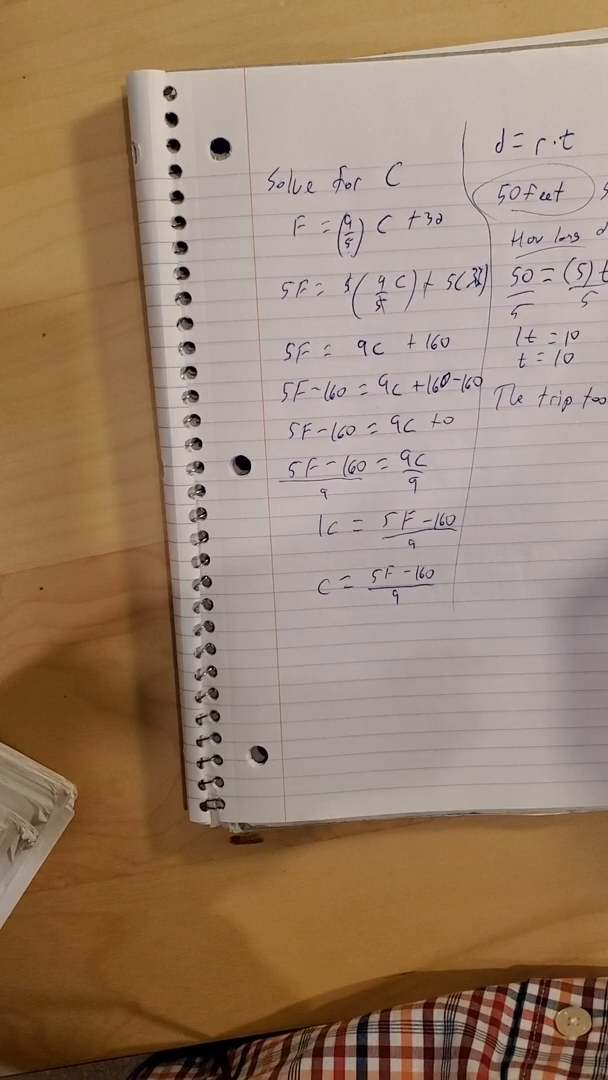 Solve for C
F = (9/5) C + 32
5F = 5(9/5 C) + 5(32)
5F = 9C + 160
5F-160 = 9C + 160-160
5F-160 = 9C + 0
5F-160/9 = 9C/9
1C = 5F-160/9
C = 5F-160/9
d = r·t
50 feet
How long
50/5 = (5)t/5
1t = 10
t = 10
The trip